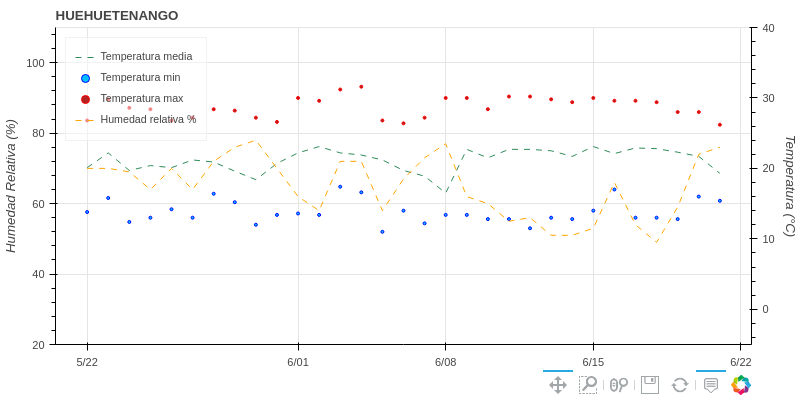 HUEHUETENANGO
Temperatura media
Temperatura min
Temperatura max
Humedad relativa %
Humedad Relativa (%)
100
80
60
40
20
Temperatura (°C)
40
30
20
10
0
5/22
6/01
6/08
6/15
6/22